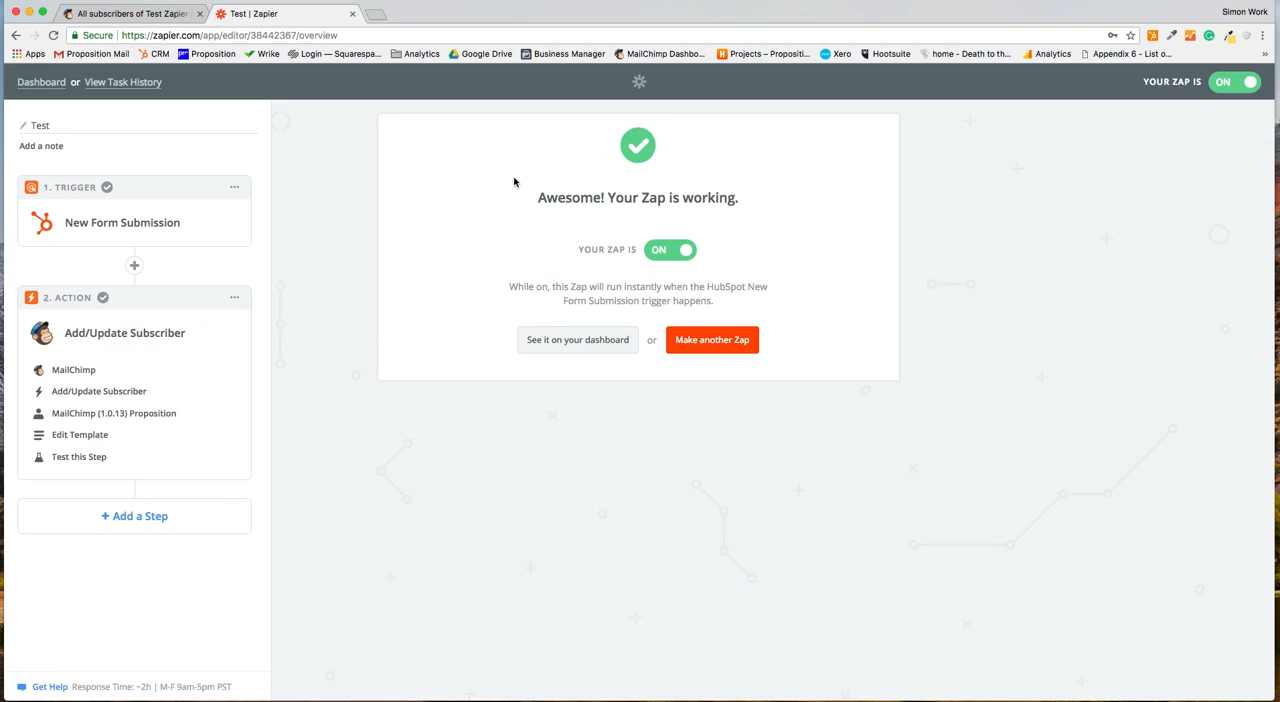 All subscribers of Test Zapier
Test | Zapier
Simon Work
Secure https://zapier.com/app/editor/38442367/overview
Apps Proposition Mail CRM Proposition Wrike Login — Squarespa... Analytics Google Drive Business Manager MailChimp Dashbo... Projects – Propositi... Xero Hootsuite home - Death to th... Analytics Appendix 6 - List o... »
Dashboard or View Task History
YOUR ZAP IS ON
Test
Add a note
1. TRIGGER
New Form Submission
2. ACTION
Add/Update Subscriber
MailChimp
Add/Update Subscriber
MailChimp (1.0.13) Proposition
Edit Template
Test this Step
+ Add a Step
Awesome! Your Zap is working.
YOUR ZAP IS ON
While on, this Zap will run instantly when the HubSpot New
Form Submission trigger happens.
See it on your dashboard or Make another Zap
Get Help Response Time: ~2h | M-F 9am-5pm PST